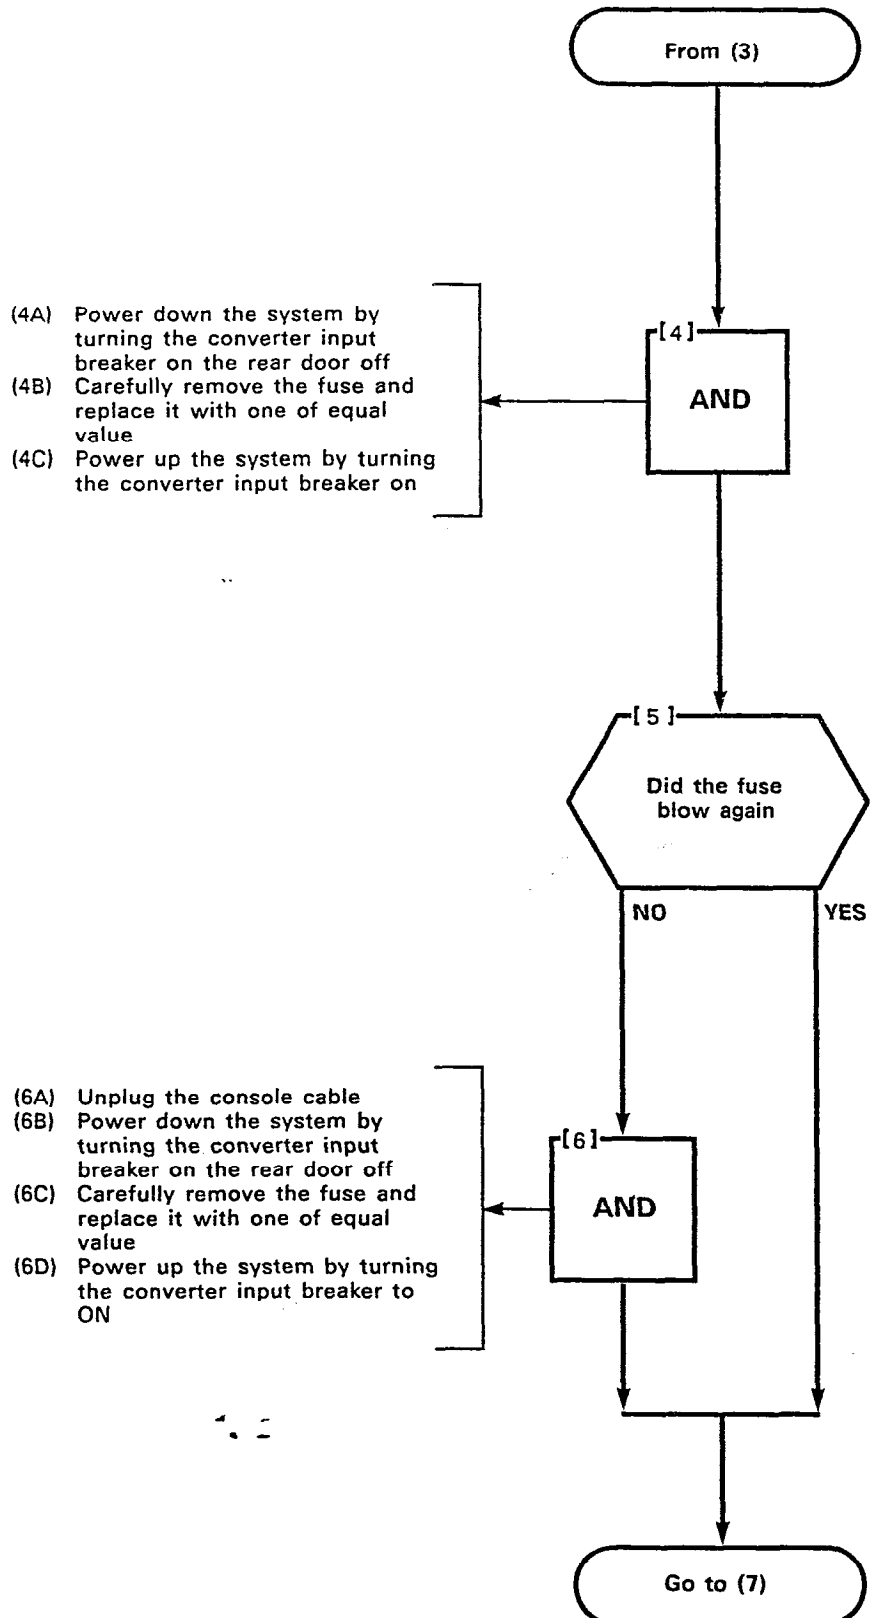 From (3)
[4]
AND
(4A) Power down the system by
turning the converter input
breaker on the rear door off
(4B) Carefully remove the fuse and
replace it with one of equal
value
(4C) Power up the system by turning
the converter input breaker on
[5]
Did the fuse
blow again
NO
YES
[6]
AND
(6A) Unplug the console cable
(6B) Power down the system by
turning the converter input
breaker on the rear door off
(6C) Carefully remove the fuse and
replace it with one of equal
value
(6D) Power up the system by turning
the converter input breaker to
ON
Go to (7)